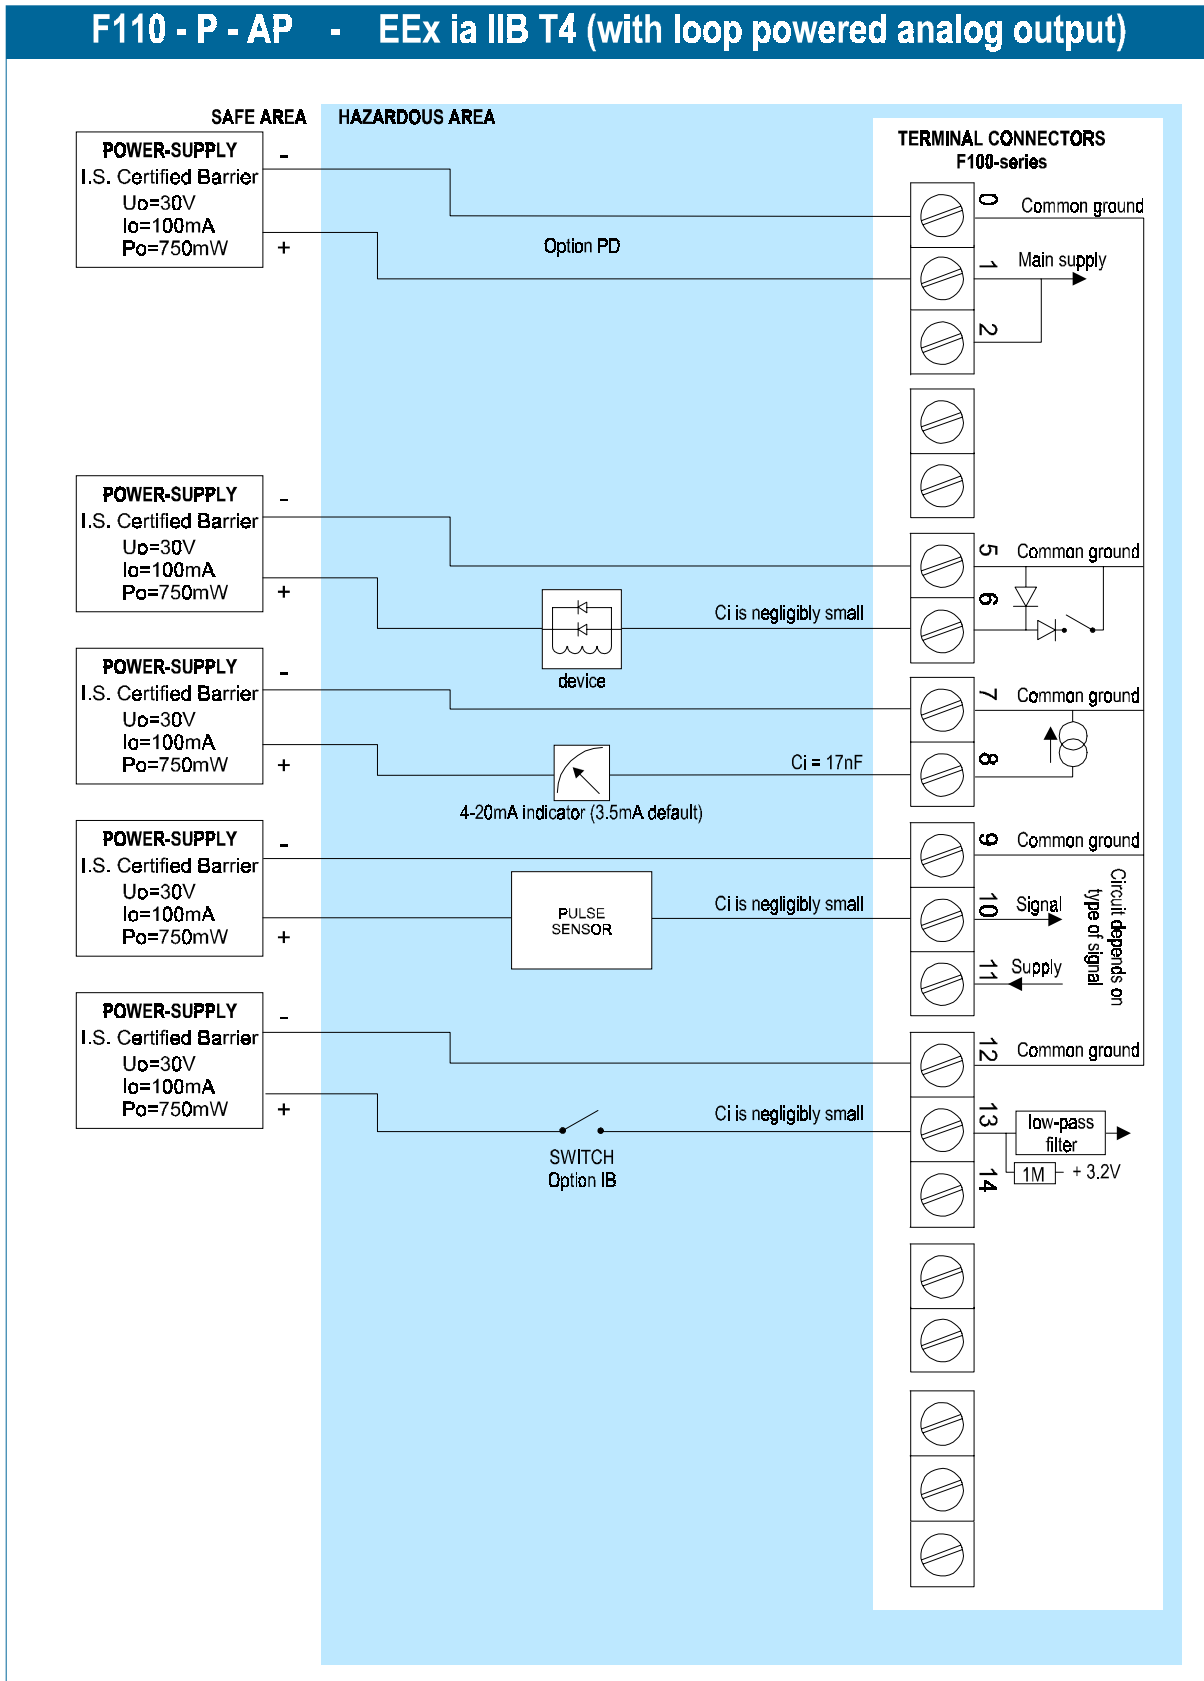 F110 - P - AP - EEx ia IIB T4 (with loop powered analog output)
SAFE AREA
HAZARDOUS AREA
TERMINAL CONNECTORS
F100-series
POWER-SUPPLY
I.S. Certified Barrier
Uo=30V
Io=100mA
Po=750mW
-
+
Option PD
0
Common ground
1
Main supply
2
POWER-SUPPLY
I.S. Certified Barrier
Uo=30V
Io=100mA
Po=750mW
-
+
device
Ci is negligibly small
5
Common ground
6
POWER-SUPPLY
I.S. Certified Barrier
Uo=30V
Io=100mA
Po=750mW
-
+
4-20mA indicator (3.5mA default)
Ci = 17nF
7
Common ground
8
POWER-SUPPLY
I.S. Certified Barrier
Uo=30V
Io=100mA
Po=750mW
-
+
PULSE
SENSOR
Ci is negligibly small
9
Common ground
10
Signal
11
Supply
Circuit depends on
type of signal
POWER-SUPPLY
I.S. Certified Barrier
Uo=30V
Io=100mA
Po=750mW
-
+
SWITCH
Option IB
Ci is negligibly small
12
Common ground
13
low-pass
filter
14
1M
+ 3.2V